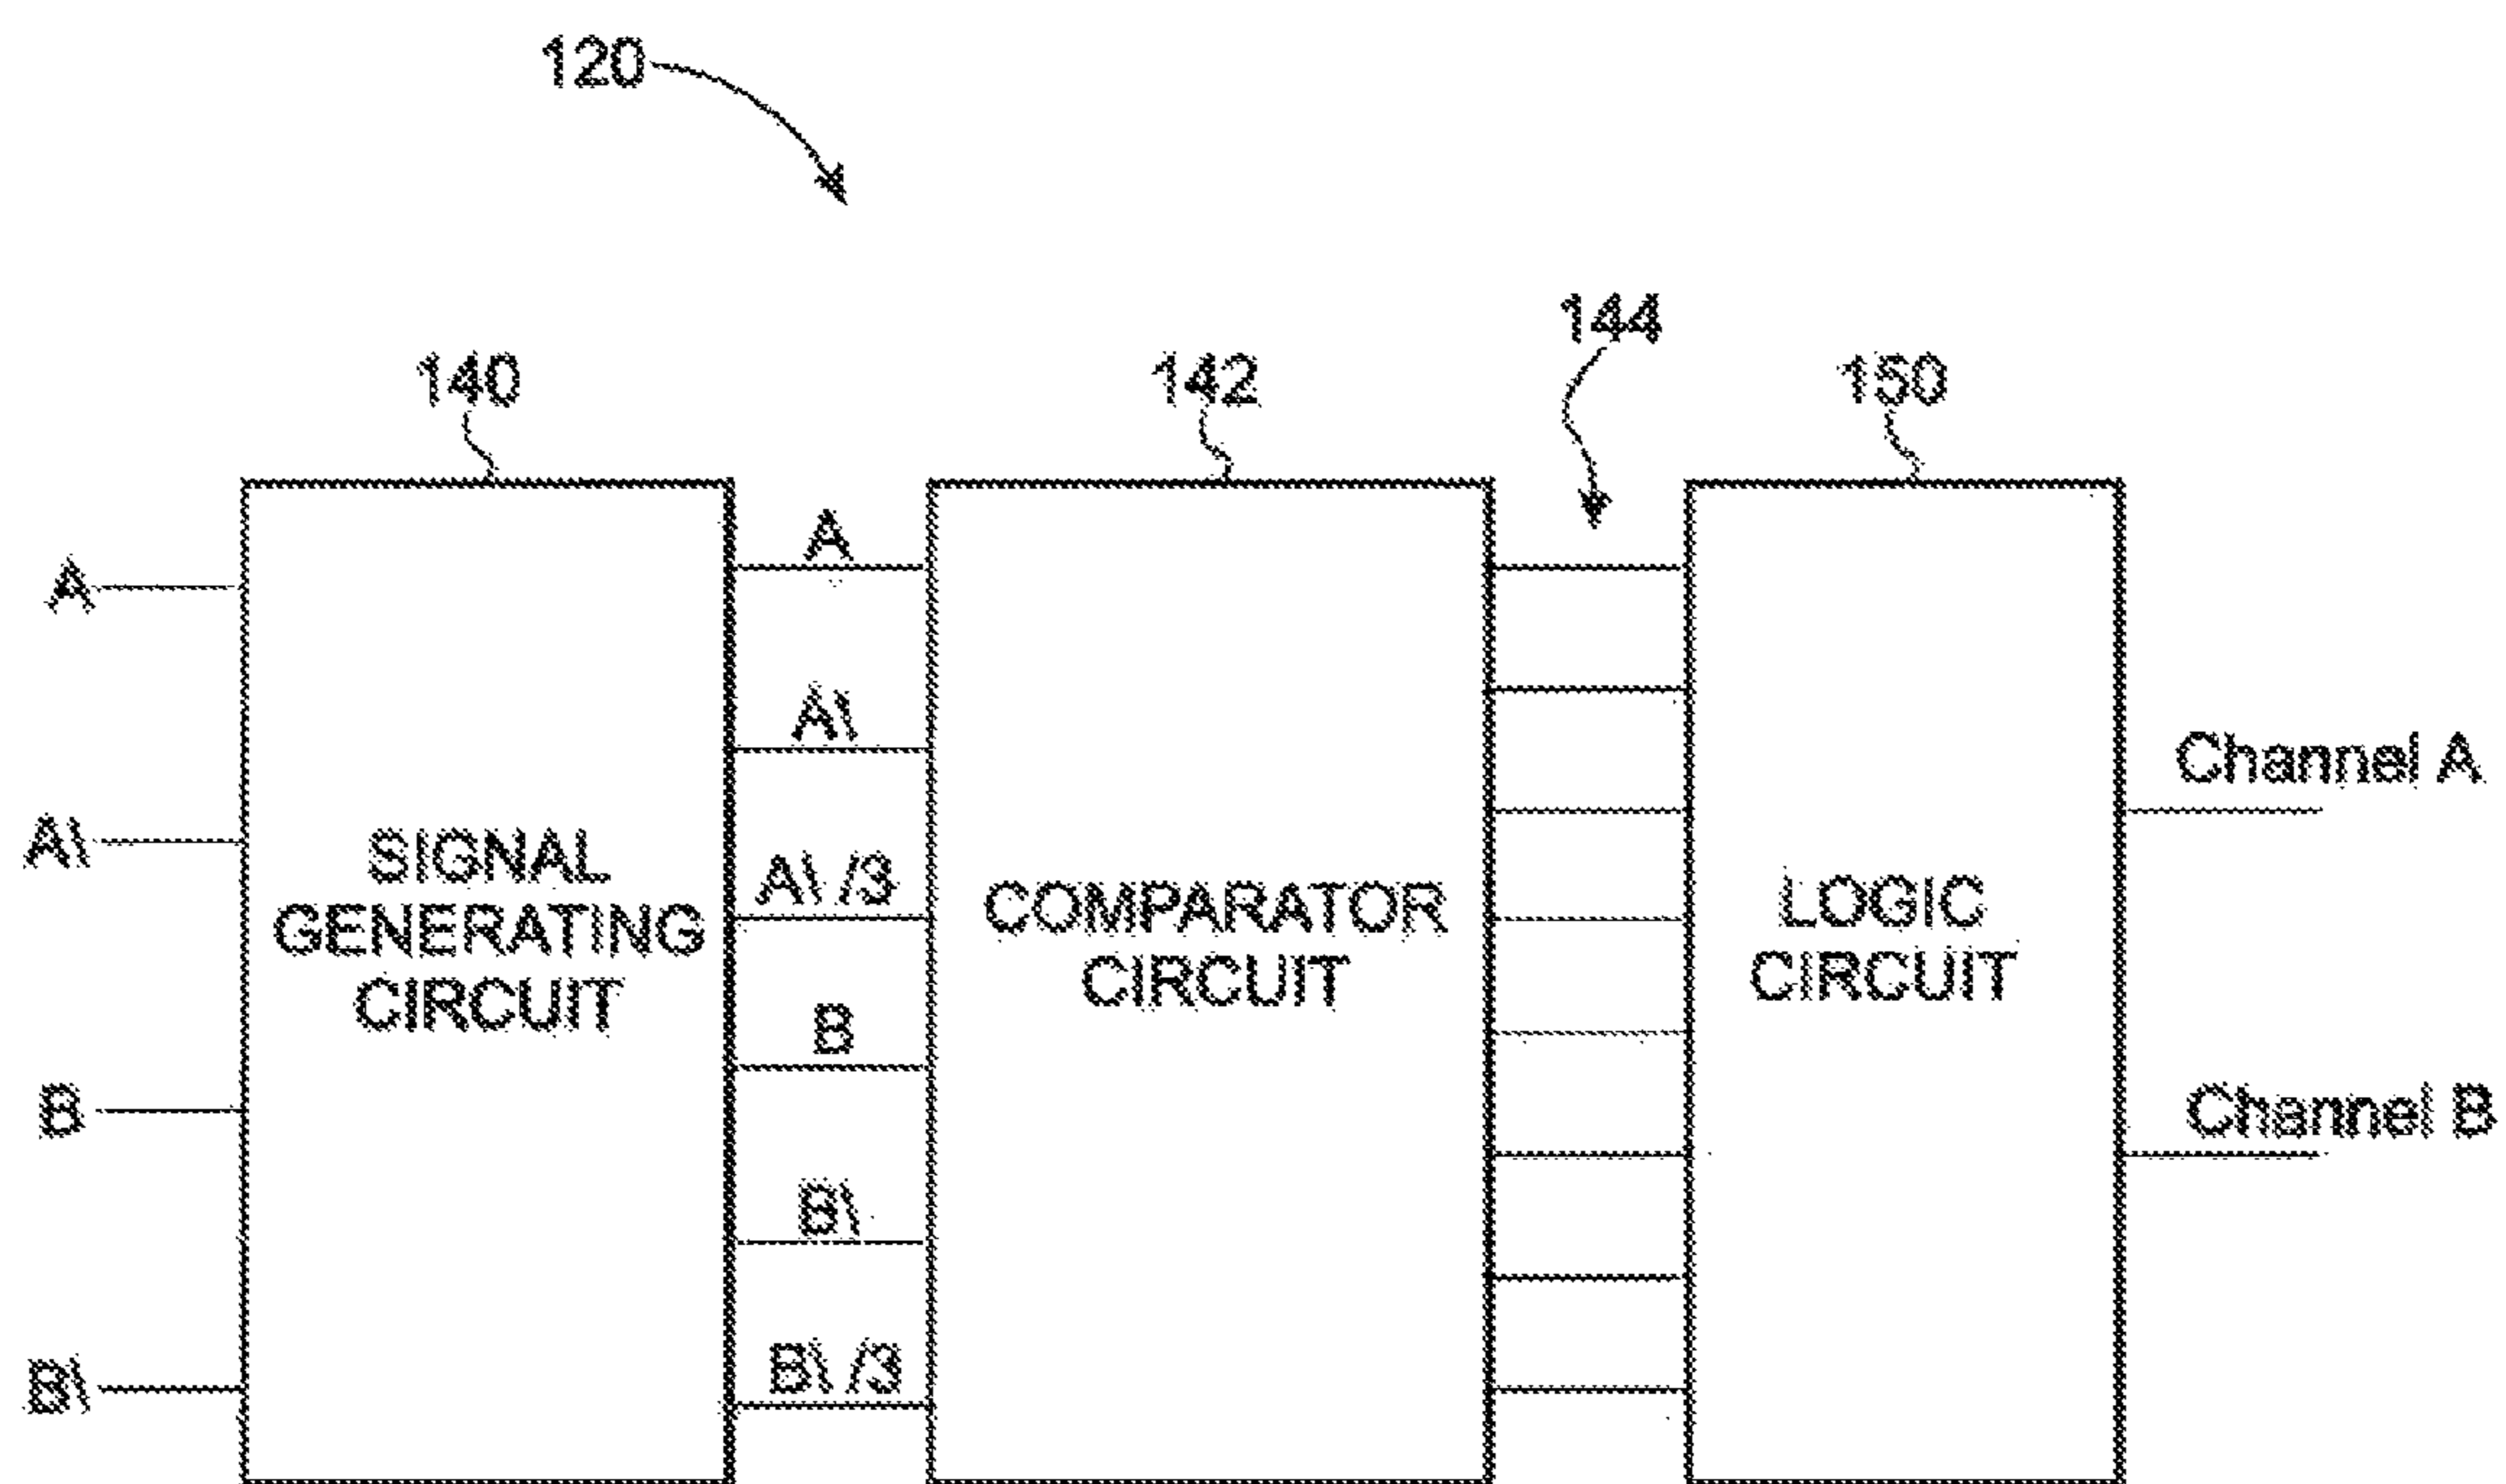 120
144
140
142
150
A
A\
B
B\
SIGNAL
GENERATING
CIRCUIT
A
A\
A\ /3
B
B\
B\ /3
COMPARATOR
CIRCUIT
LOGIC
CIRCUIT
Channel A
Channel B